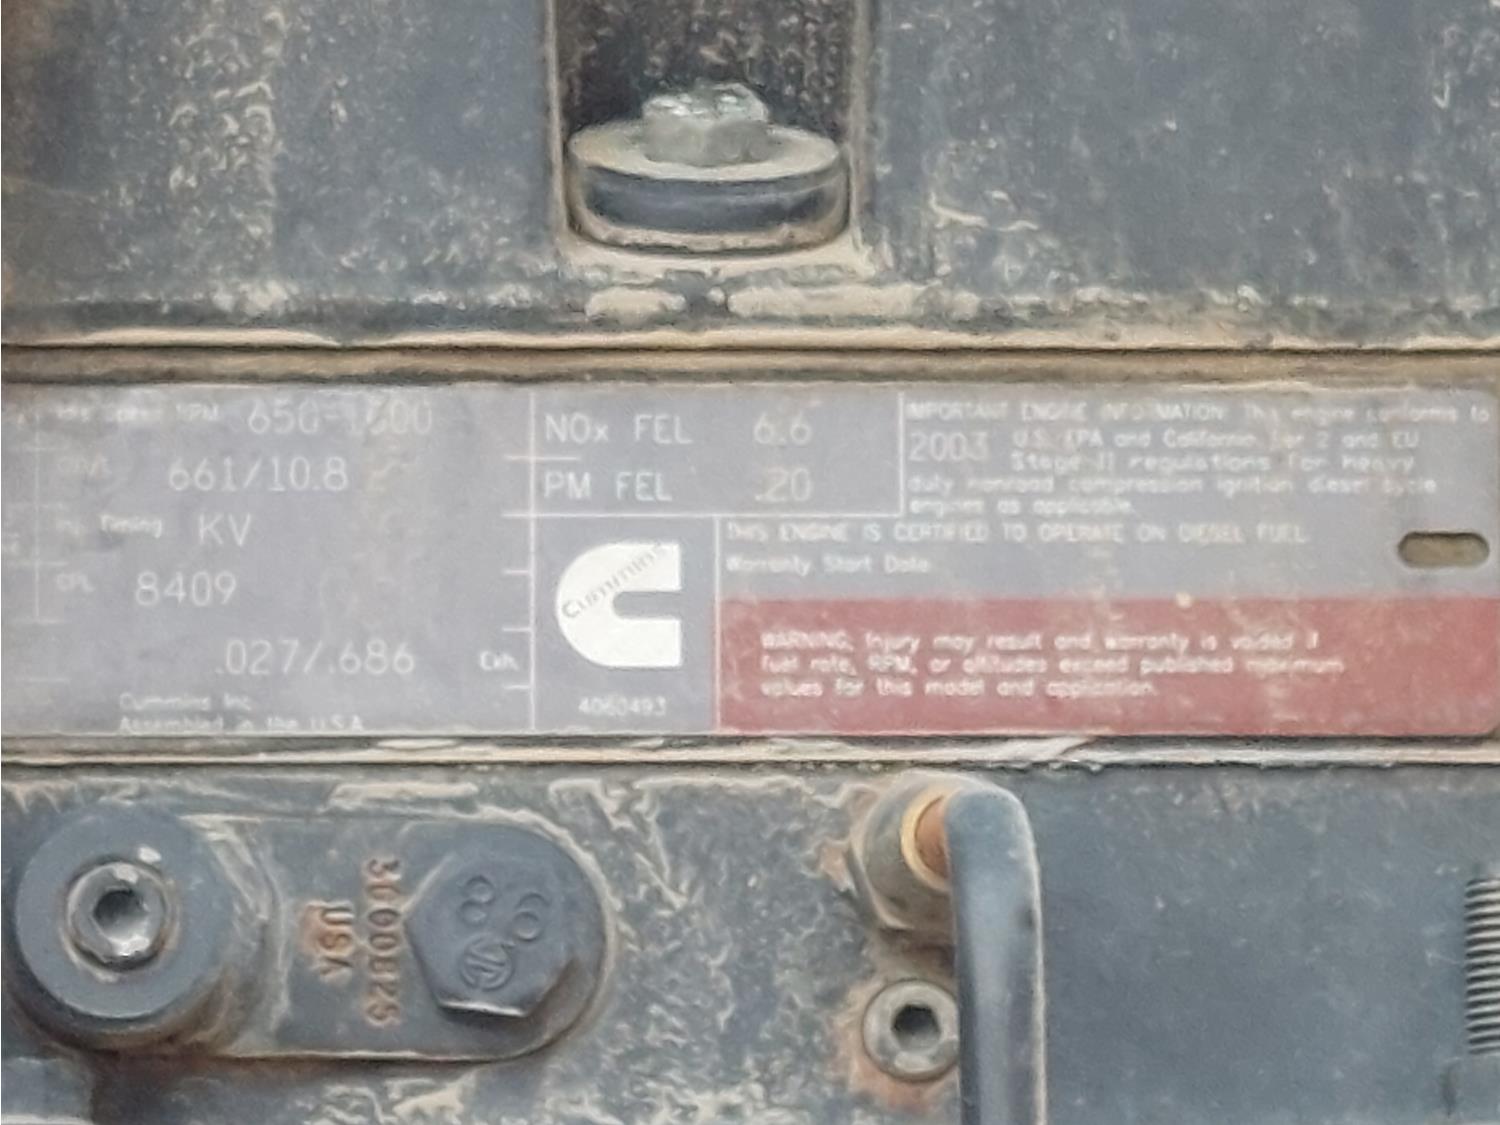 Idle Speed RPM 650-1000
661/10.8
Timing KV
CPL 8409
.027/.686 Exh.
Cummins Inc.
Assembled in the U.S.A.
NOx FEL 6.6
PM FEL .20
Cummins
4060493
IMPORTANT ENGINE INFORMATION: This engine conforms to
2003 U.S. EPA and California Tier 2 and EU
Stage II regulations for heavy
duty nonroad compression ignition diesel cycle
engines as applicable.
THIS ENGINE IS CERTIFIED TO OPERATE ON DIESEL FUEL.
Warranty Start Date
WARNING: Injury may result and warranty is voided if
fuel rate, RPM, or altitudes exceed published maximum
values for this model and application.
USA